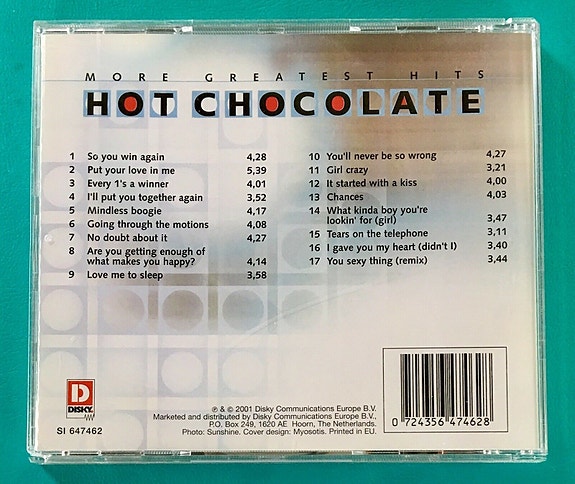 MORE GREATEST HITS
HOT CHOCOLATE
1 So you win again 4,28
2 Put your love in me 5,39
3 Every 1's a winner 4,01
4 I'll put you together again 3,52
5 Mindless boogie 4,17
6 Going through the motions 4,08
7 No doubt about it 4,27
8 Are you getting enough of
what makes you happy? 4,14
9 Love me to sleep 3,58
10 You'll never be so wrong 4,27
11 Girl crazy 3,21
12 It started with a kiss 4,00
13 Chances 4,03
14 What kinda boy you're
lookin' for (girl) 3,47
15 Tears on the telephone 3,11
16 I gave you my heart (didn't I) 3,40
17 You sexy thing (remix) 3,44
D
DISKY
SI 647462
℗ & © 2001 Disky Communications Europe B.V.
Marketed and distributed by Disky Communications Europe B.V.,
P.O. Box 249, 1620 AE Hoorn, The Netherlands.
Photo: Sunshine. Cover design: Myosotis. Printed in EU.
0 724356 474628